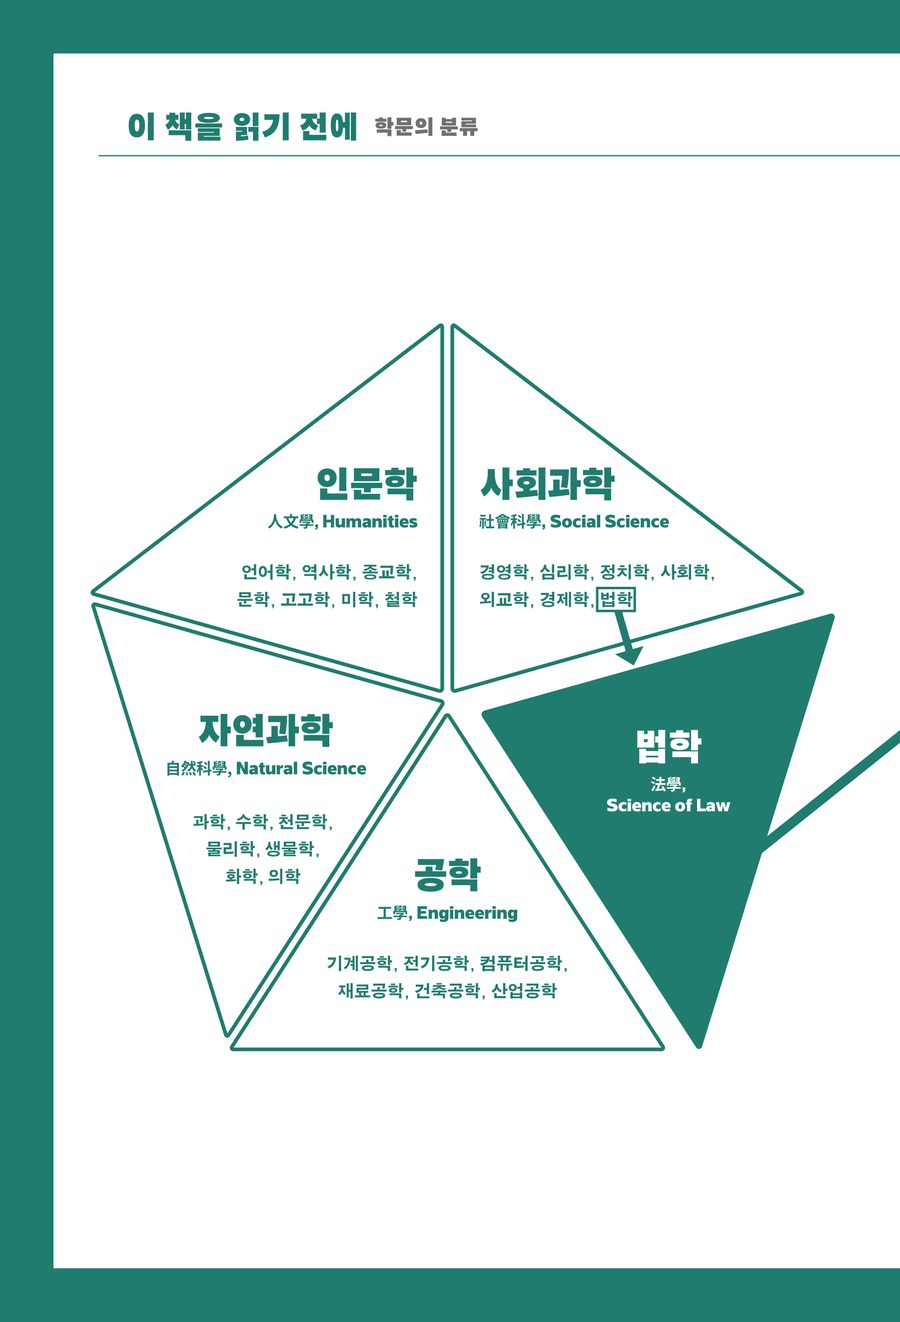 이 책을 읽기 전에 학문의 분류
인문학
人文學, Humanities
언어학, 역사학, 종교학,
문학, 고고학, 미학, 철학
사회과학
社會科學, Social Science
경영학, 심리학, 정치학, 사회학,
외교학, 경제학, 법학
자연과학
自然科學, Natural Science
과학, 수학, 천문학,
물리학, 생물학,
화학, 의학
공학
工學, Engineering
기계공학, 전기공학, 컴퓨터공학,
재료공학, 건축공학, 산업공학
법학
法學,
Science of Law